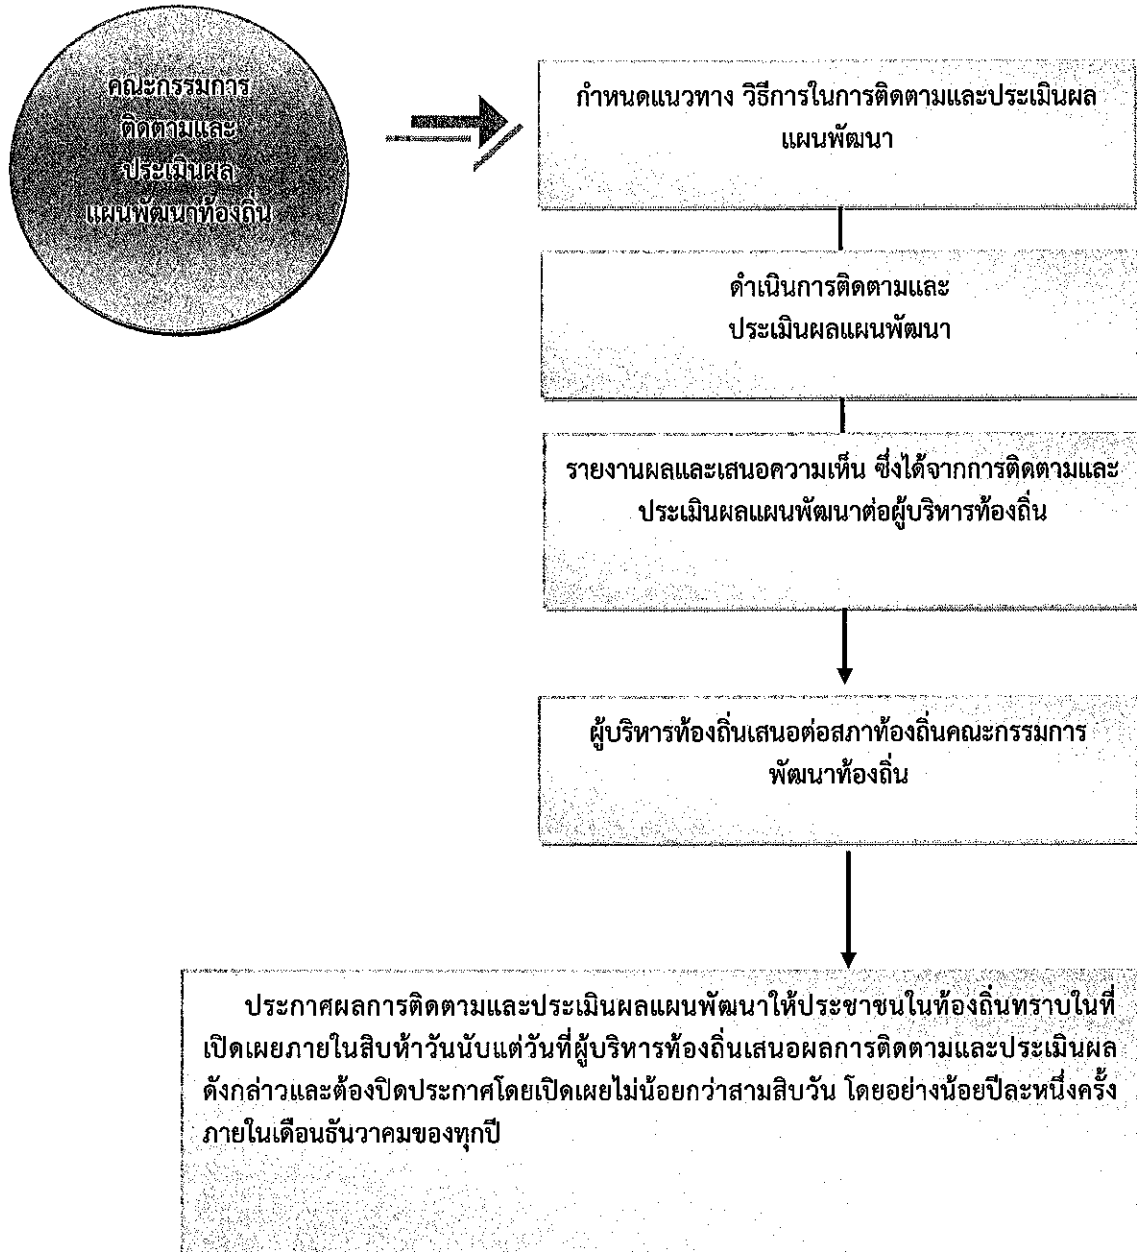 คณะกรรมการ
ติดตามและ
ประเมินผล
แผนพัฒนาท้องถิ่น
กำหนดแนวทาง วิธีการในการติดตามและประเมินผล
แผนพัฒนา
ดำเนินการติดตามและ
ประเมินผลแผนพัฒนา
รายงานผลและเสนอความเห็น ซึ่งได้จากการติดตามและ
ประเมินผลแผนพัฒนาต่อผู้บริหารท้องถิ่น
ผู้บริหารท้องถิ่นเสนอต่อสภาท้องถิ่นคณะกรรมการ
พัฒนาท้องถิ่น
ประกาศผลการติดตามและประเมินผลแผนพัฒนาให้ประชาชนในท้องถิ่นทราบในที่
เปิดเผยภายในสิบห้าวันนับแต่วันที่ผู้บริหารท้องถิ่นเสนอผลการติดตามและประเมินผล
ดังกล่าวและต้องปิดประกาศโดยเปิดเผยไม่น้อยกว่าสามสิบวัน โดยอย่างน้อยปีละหนึ่งครั้ง
ภายในเดือนธันวาคมของทุกปี